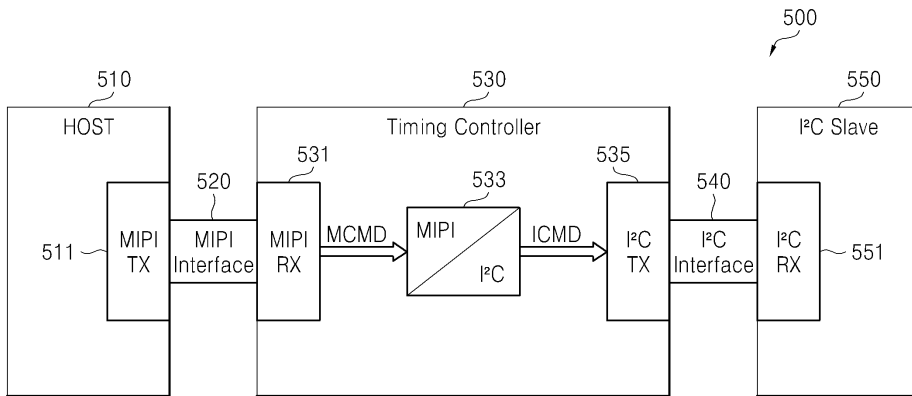 500
510
530
550
HOST
Timing Controller
I²C Slave
531
535
520
533
540
511
MIPI
TX
MIPI
Interface
MIPI
RX
MCMD
MIPI
I²C
ICMD
I²C
TX
I²C
Interface
I²C
RX
551